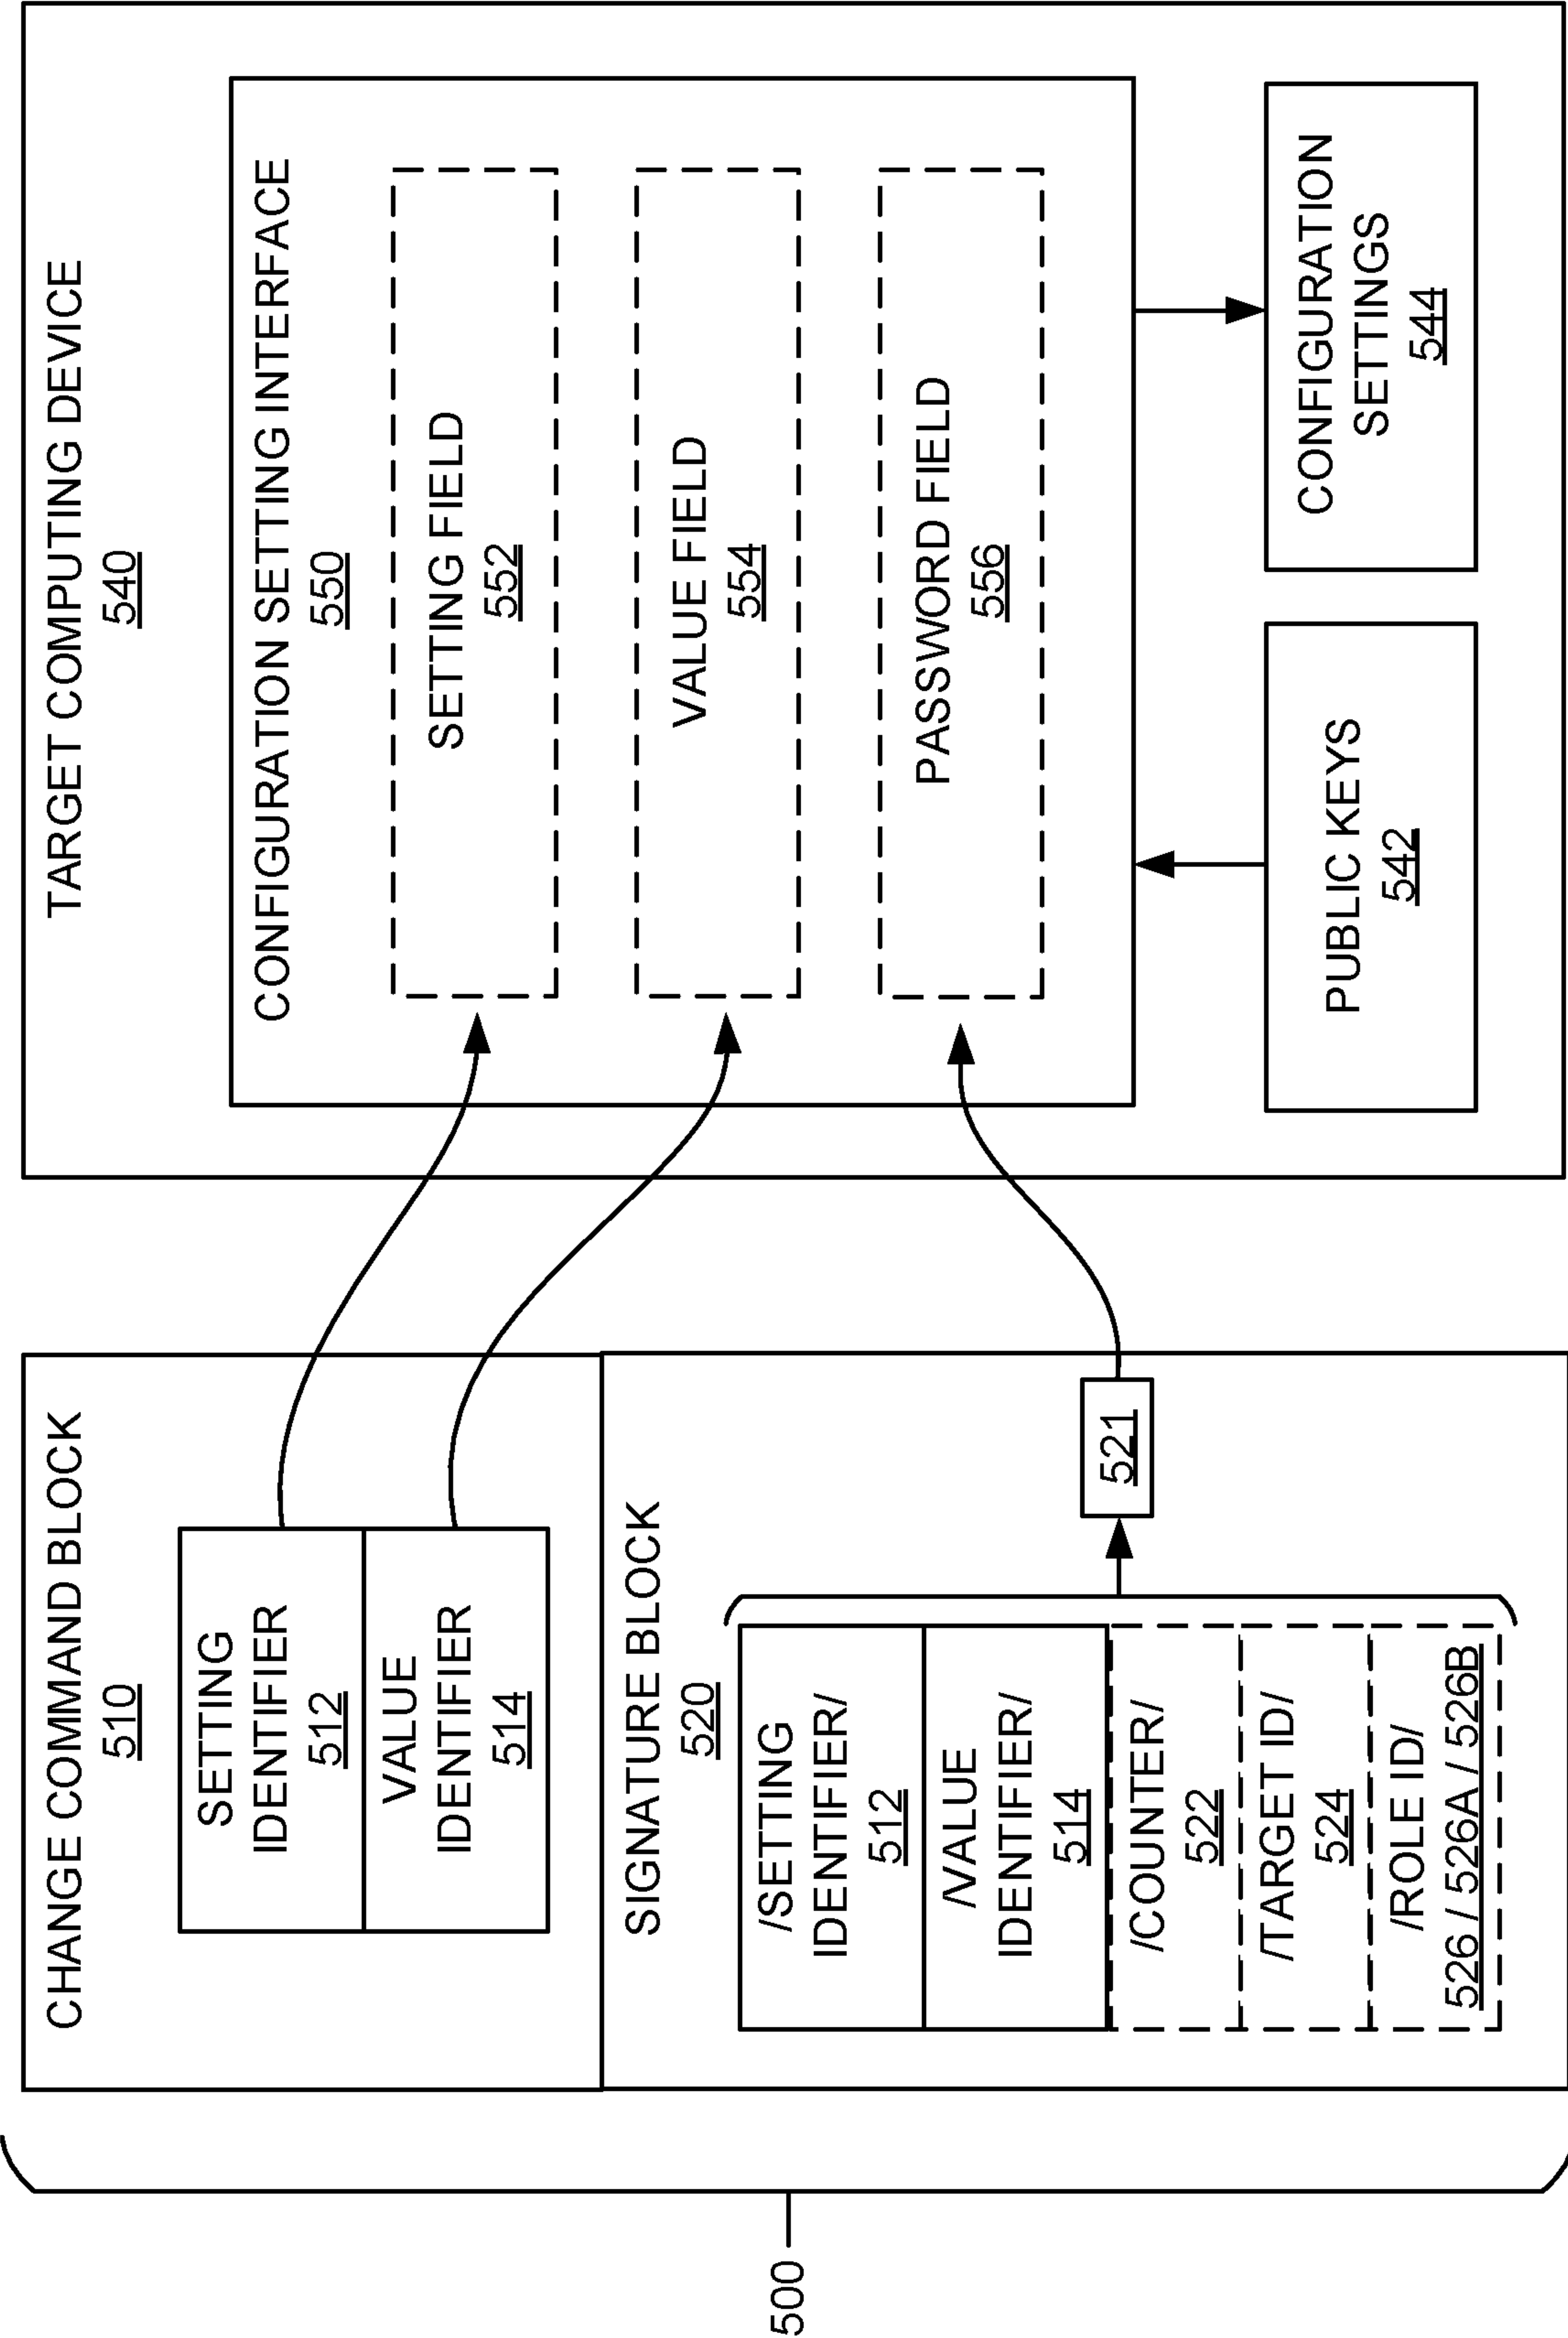 CHANGE COMMAND BLOCK
510
SETTING
IDENTIFIER
512
VALUE
IDENTIFIER
514
SIGNATURE BLOCK
520
/SETTING
IDENTIFIER/
512
/VALUE
IDENTIFIER/
514
/COUNTER/
522
/TARGET ID/
524
/ROLE ID/
526 / 526A / 526B
521
500
TARGET COMPUTING DEVICE
540
CONFIGURATION SETTING INTERFACE
550
SETTING FIELD
552
VALUE FIELD
554
PASSWORD FIELD
556
PUBLIC KEYS
542
CONFIGURATION
SETTINGS
544